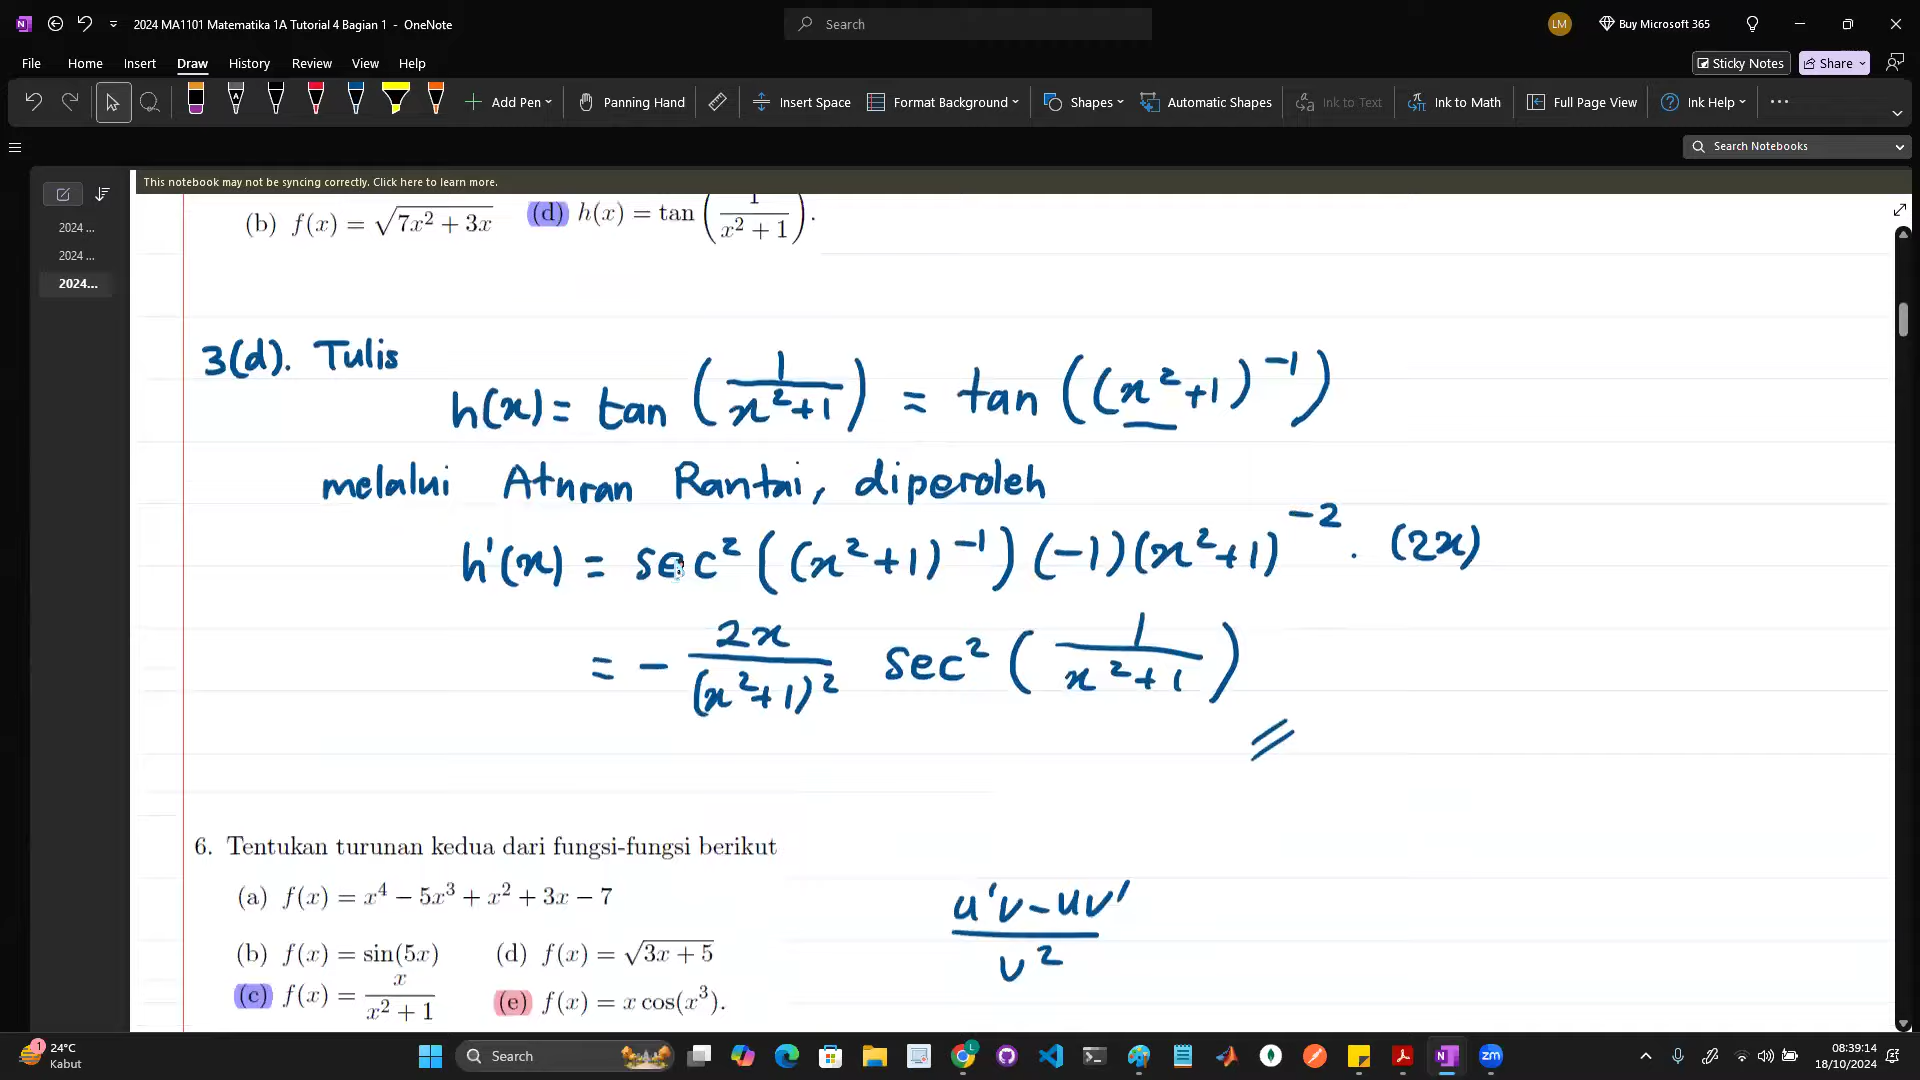 2024 MA1101 Matematika 1A Tutorial 4 Bagian 1 - OneNote
Search
LM
Buy Microsoft 365
File Home Insert Draw History Review View Help
Sticky Notes
Share
Add Pen
Panning Hand
Insert Space
Format Background
Shapes
Automatic Shapes
Ink to Text
Ink to Math
Full Page View
Ink Help
Search Notebooks
This notebook may not be syncing correctly. Click here to learn more.
2024 ...
2024 ...
2024...
(b) f(x) = √(7x² + 3x) (d) h(x) = tan (1/(x² + 1)).
3(d). Tulis
h(x) = tan (1/(x²+1)) = tan ((x²+1)⁻¹)
melalui Aturan Rantai, diperoleh
h'(x) = sec² ((x²+1)⁻¹) (-1)(x²+1)⁻² . (2x)
= - 2x/(x²+1)² sec² (1/(x²+1))
6. Tentukan turunan kedua dari fungsi-fungsi berikut
(a) f(x) = x⁴ − 5x³ + x² + 3x − 7
(b) f(x) = sin(5x) (d) f(x) = √(3x + 5)
(c) f(x) = x/(x² + 1) (e) f(x) = x cos(x³).
(u'v - uv')/v²
1
24°C
Kabut
Search
L
zm
08:39:14
18/10/2024